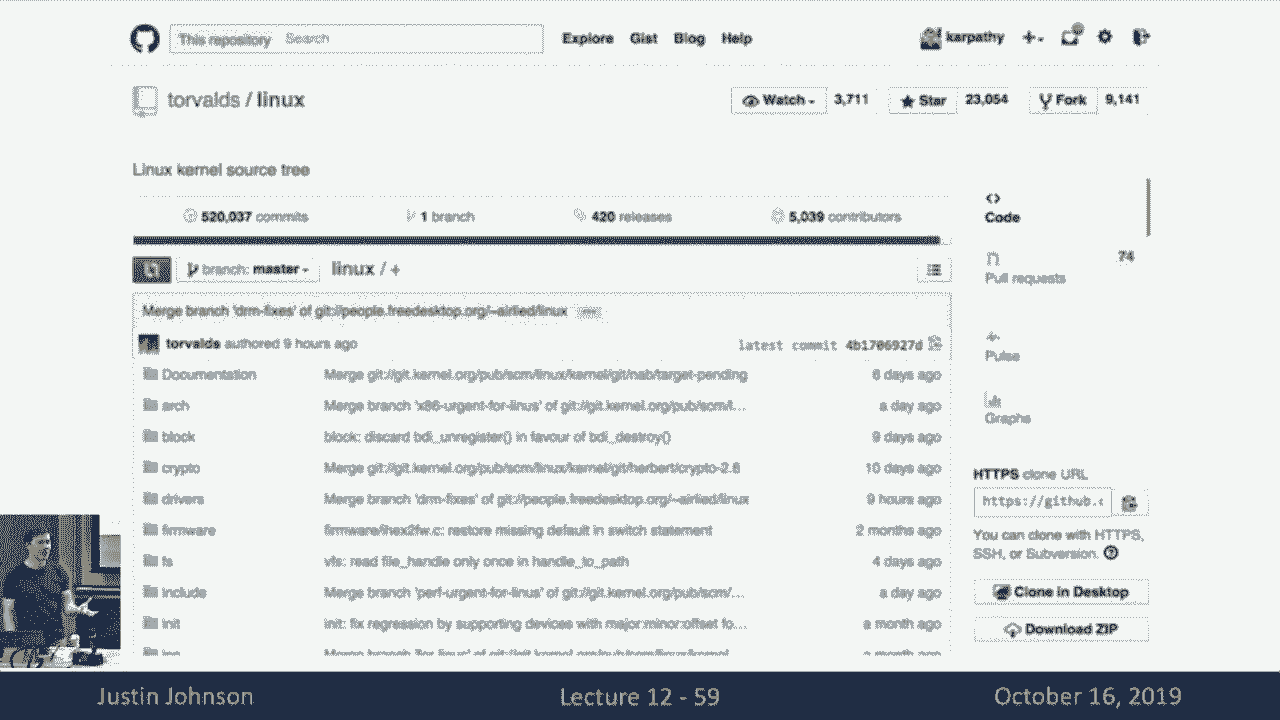 This repository Search Explore Gist Blog Help karpathy
torvalds / linux Watch 3,711 Star 23,054 Fork 9,141
Linux kernel source tree
520,037 commits 1 branch 420 releases 5,039 contributors
Code
branch: master linux / +
74
Pull requests
Merge branch 'drm-fixes' of git://people.freedesktop.org/~airlied/linux
torvalds authored 9 hours ago latest commit 4b1706927d
Pulse
Documentation Merge git://git.kernel.org/pub/scm/linux/kernel/git/nab/target-pending 6 days ago
arch Merge branch 'x86-urgent-for-linus' of git://git.kernel.org/pub/scm/l… a day ago
Graphs
block block: discard bdi_unregister() in favour of bdi_destroy() 9 days ago
crypto Merge git://git.kernel.org/pub/scm/linux/kernel/git/herbert/crypto-2.6 10 days ago
HTTPS clone URL
drivers Merge branch 'drm-fixes' of git://people.freedesktop.org/~airlied/linux 9 hours ago
https://github.c
firmware firmware/ihex2fw.c: restore missing default in switch statement 2 months ago
You can clone with HTTPS,
SSH, or Subversion.
fs vfs: read file_handle only once in handle_to_path 4 days ago
include Merge branch 'perf-urgent-for-linus' of git://git.kernel.org/pub/scm/… a day ago
Clone in Desktop
init init: fix regression by supporting devices with major:minor:offset fo… a month ago
Download ZIP
Justin Johnson Lecture 12 - 59 October 16, 2019